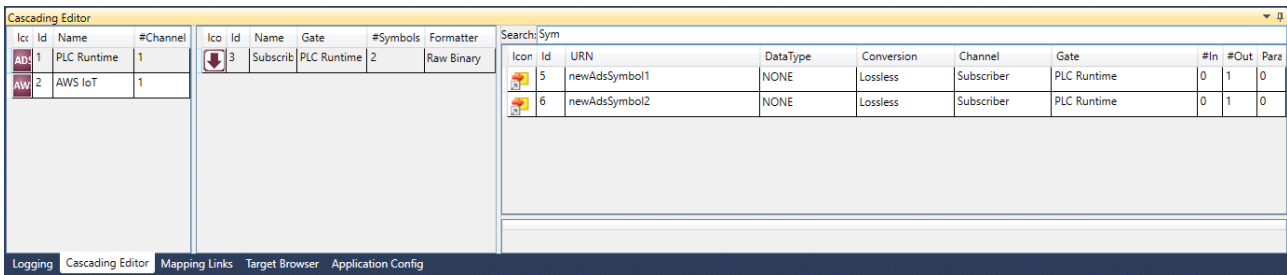 Cascading Editor
Icc Id Name #Channel
ADS 1 PLC Runtime 1
AW 2 AWS IoT 1
Ico Id Name Gate #Symbols Formatter
3 Subscrib PLC Runtime 2 Raw Binary
Search: Sym
Icon Id URN DataType Conversion Channel Gate #In #Out Para
5 newAdsSymbol1 NONE Lossless Subscriber PLC Runtime 0 1 0
6 newAdsSymbol2 NONE Lossless Subscriber PLC Runtime 0 1 0
Logging Cascading Editor Mapping Links Target Browser Application Config